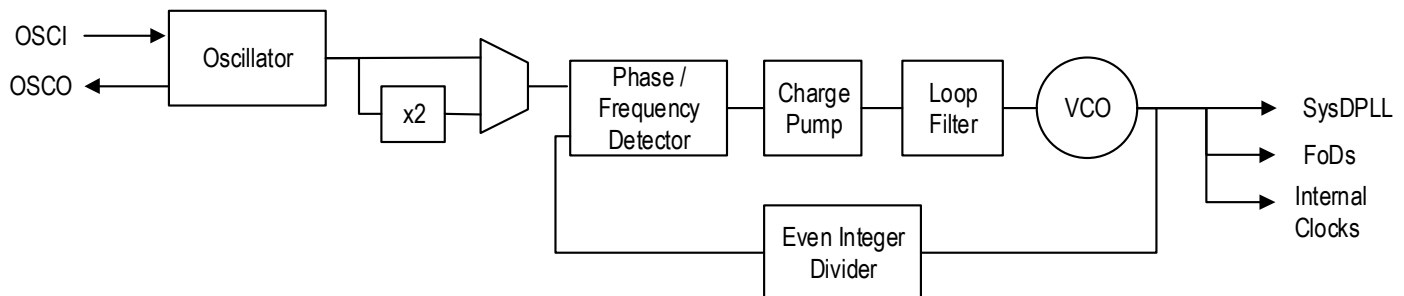 OSCI
OSCO
Oscillator
x2
Phase /
Frequency
Detector
Charge
Pump
Loop
Filter
VCO
SysDPLL
FoDs
Internal
Clocks
Even Integer
Divider